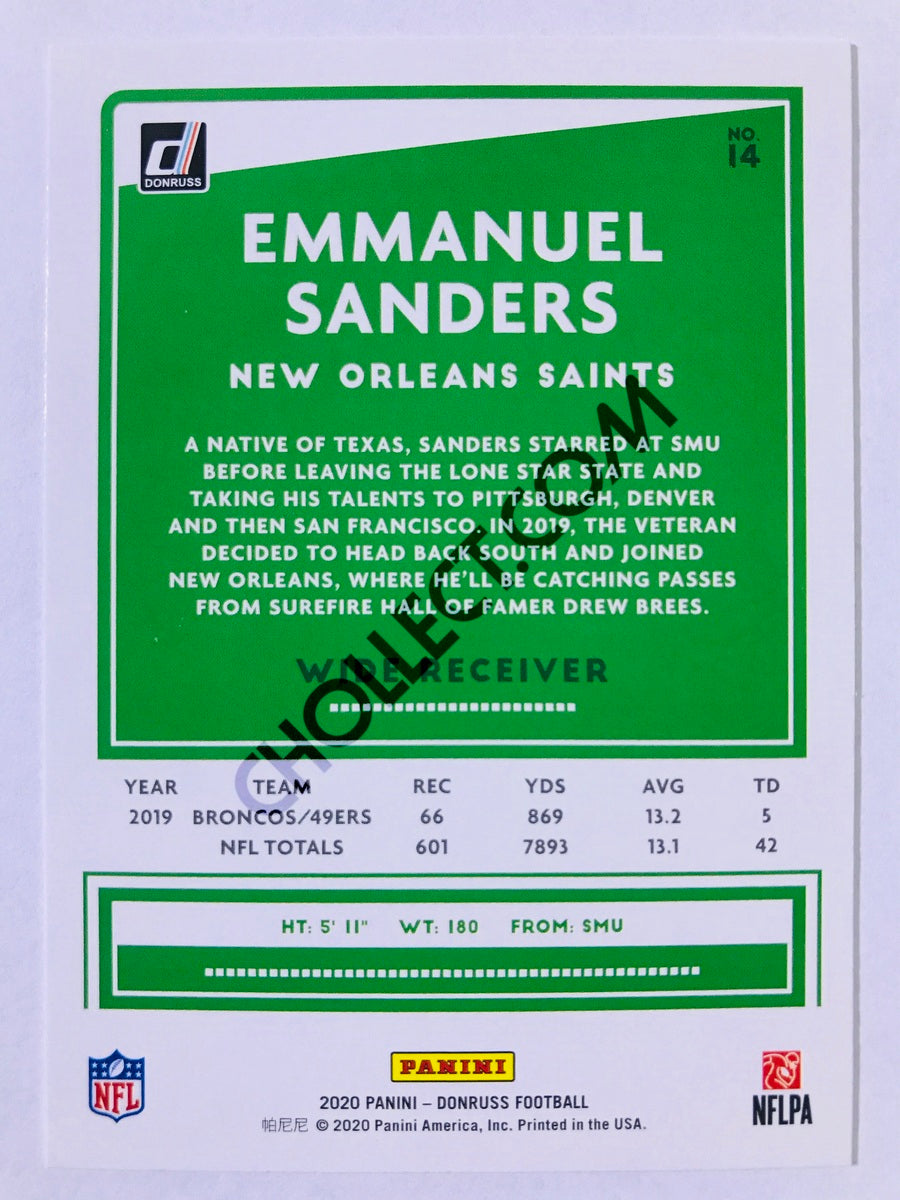 DONRUSS
NO.
14
EMMANUEL
SANDERS
NEW ORLEANS SAINTS
A NATIVE OF TEXAS, SANDERS STARRED AT SMU
BEFORE LEAVING THE LONE STAR STATE AND
TAKING HIS TALENTS TO PITTSBURGH, DENVER
AND THEN SAN FRANCISCO. IN 2019, THE VETERAN
DECIDED TO HEAD BACK SOUTH AND JOINED
NEW ORLEANS, WHERE HE'LL BE CATCHING PASSES
FROM SUREFIRE HALL OF FAMER DREW BREES.
WIDE RECEIVER
CHOLLECT.COM
YEAR TEAM REC YDS AVG TD
2019 BRONCOS/49ERS 66 869 13.2 5
NFL TOTALS 601 7893 13.1 42
HT: 5' 11" WT: 180 FROM: SMU
NFL
PANINI
NFLPA
2020 PANINI – DONRUSS FOOTBALL
帕尼尼 © 2020 Panini America, Inc. Printed in the USA.